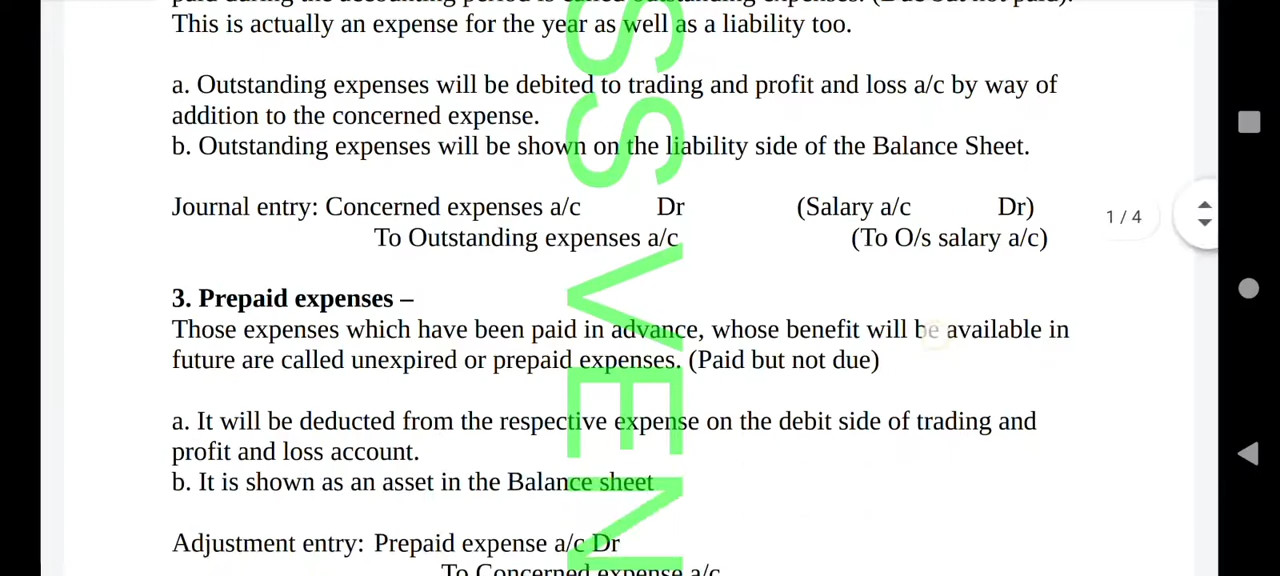 This is actually an expense for the year as well as a liability too.
a. Outstanding expenses will be debited to trading and profit and loss a/c by way of
addition to the concerned expense.
b. Outstanding expenses will be shown on the liability side of the Balance Sheet.
Journal entry: Concerned expenses a/c Dr (Salary a/c Dr)
To Outstanding expenses a/c (To O/s salary a/c)
1 / 4
3. Prepaid expenses –
Those expenses which have been paid in advance, whose benefit will be available in
future are called unexpired or prepaid expenses. (Paid but not due)
a. It will be deducted from the respective expense on the debit side of trading and
profit and loss account.
b. It is shown as an asset in the Balance sheet
Adjustment entry: Prepaid expense a/c Dr
To Concerned expense a/c
SS VEN